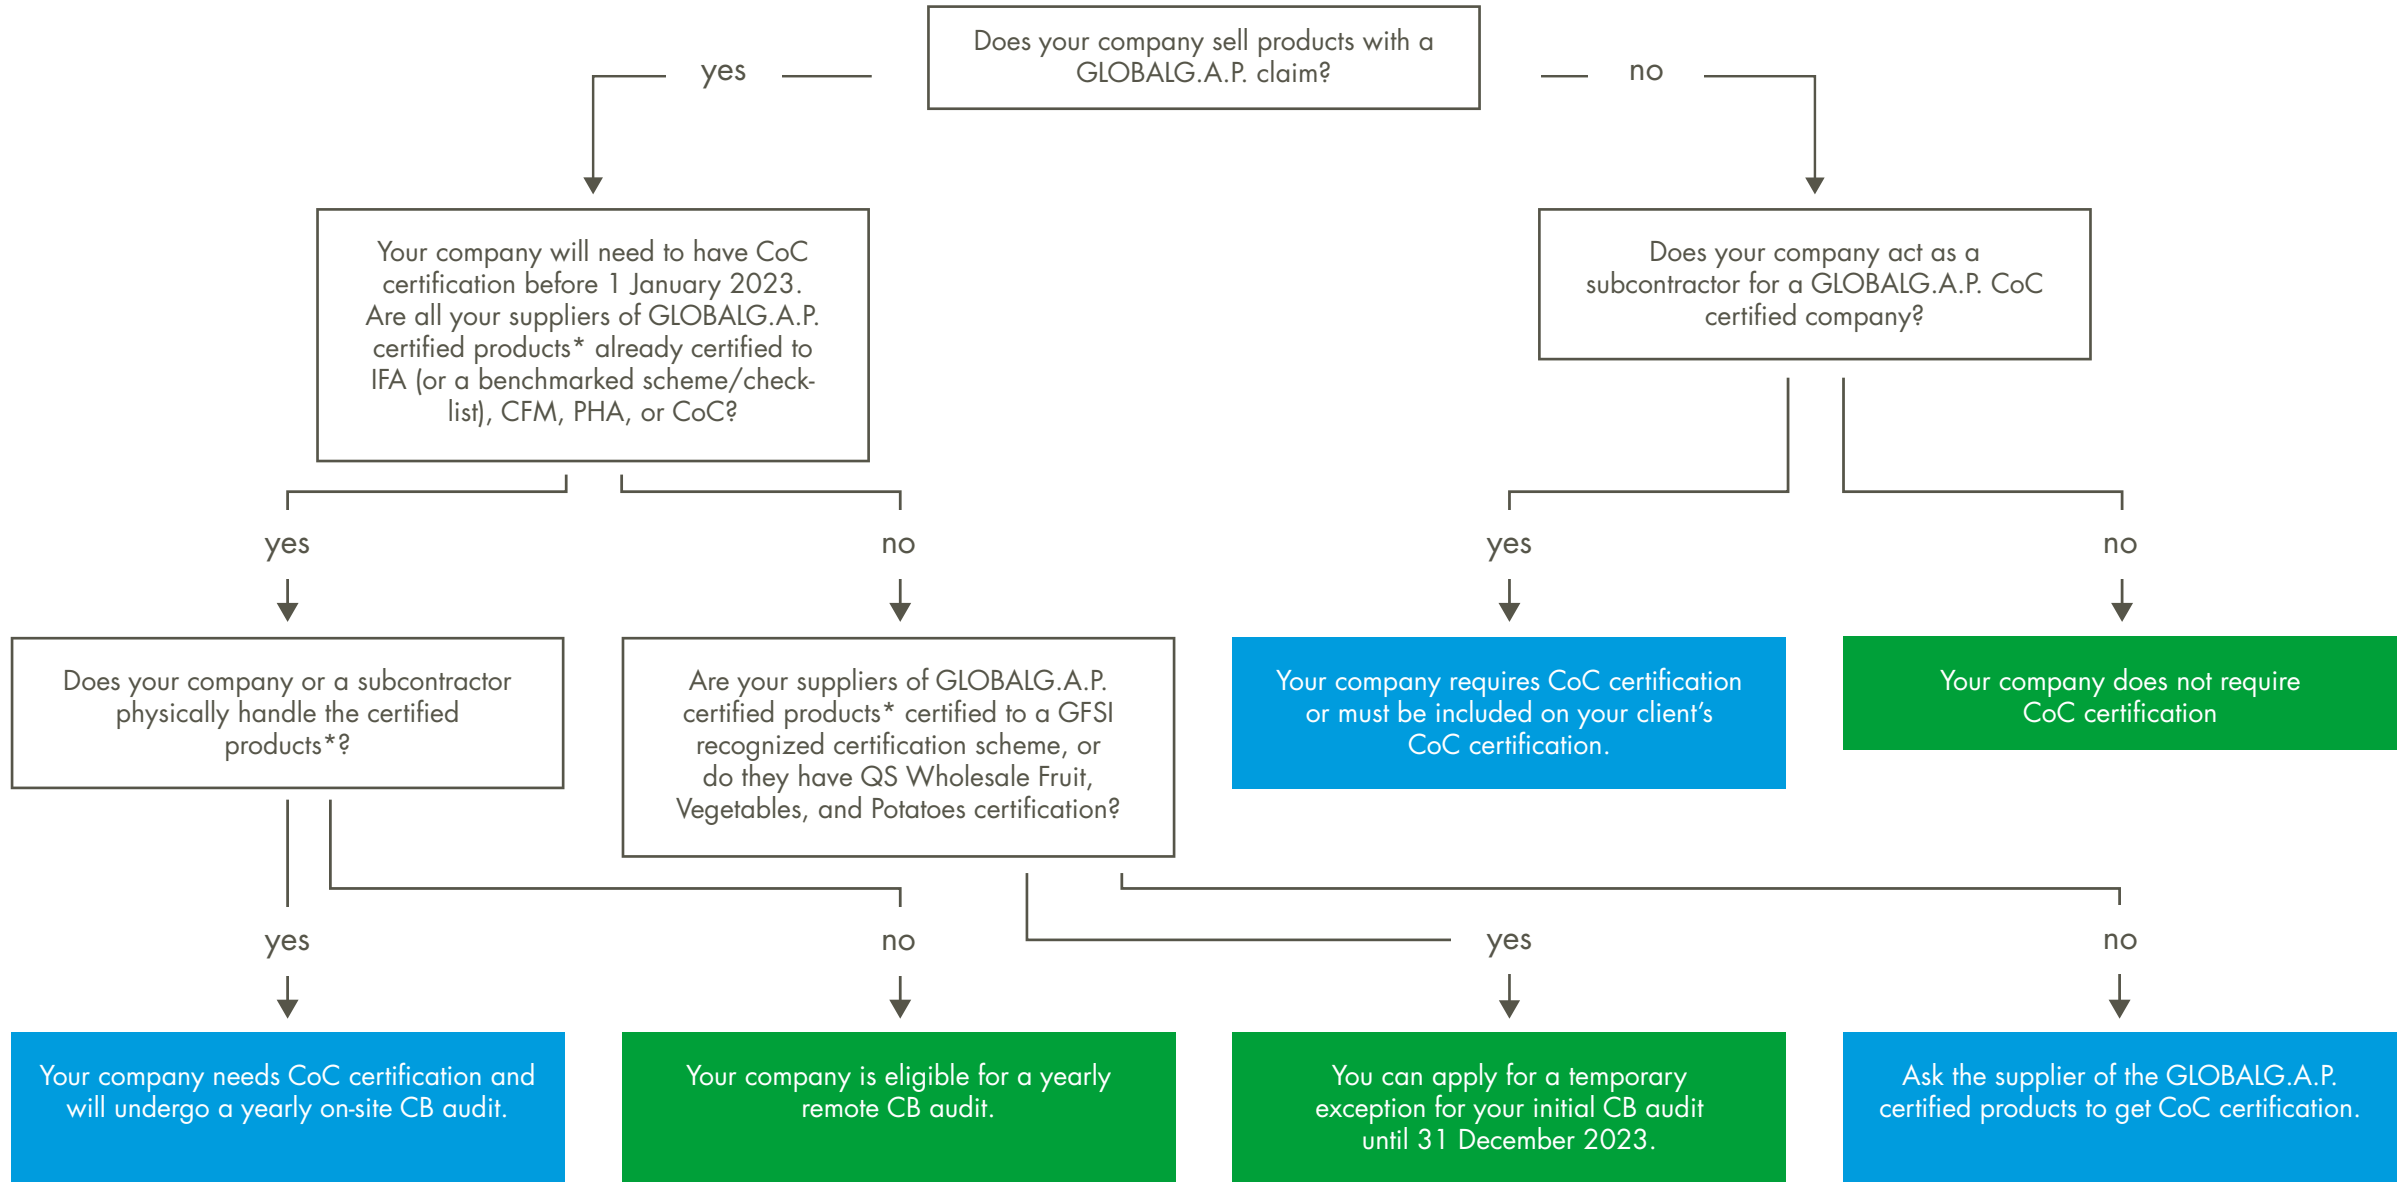 Does your company sell products with a
GLOBALG.A.P. claim?
yes
no
Your company will need to have CoC
certification before 1 January 2023.
Are all your suppliers of GLOBALG.A.P.
certified products* already certified to
IFA (or a benchmarked scheme/check-
list), CFM, PHA, or CoC?
Does your company act as a
subcontractor for a GLOBALG.A.P. CoC
certified company?
yes
no
yes
no
Does your company or a subcontractor
physically handle the certified
products*?
Are your suppliers of GLOBALG.A.P.
certified products* certified to a GFSI
recognized certification scheme, or
do they have QS Wholesale Fruit,
Vegetables, and Potatoes certification?
Your company requires CoC certification
or must be included on your client’s
CoC certification.
Your company does not require
CoC certification
yes
no
yes
no
Your company needs CoC certification and
will undergo a yearly on-site CB audit.
Your company is eligible for a yearly
remote CB audit.
You can apply for a temporary
exception for your initial CB audit
until 31 December 2023.
Ask the supplier of the GLOBALG.A.P.
certified products to get CoC certification.